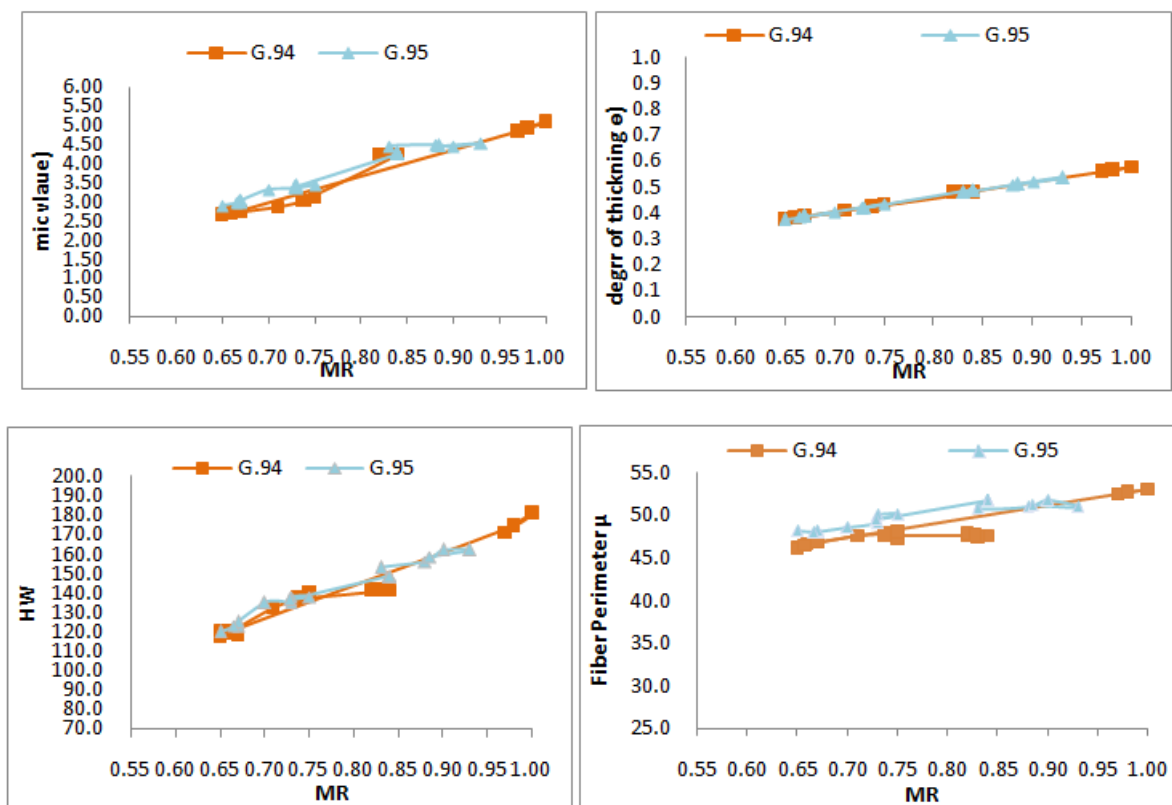 G.94 G.95
6.00
5.50
5.00
4.50
4.00
3.50
3.00
2.50
2.00
1.50
1.00
0.50
0.00
mic vlaue)
0.55 0.60 0.65 0.70 0.75 0.80 0.85 0.90 0.95 1.00
MR
G.94 G.95
1.0
0.9
0.8
0.7
0.6
0.5
0.4
0.3
0.2
0.1
0.0
degrr of thickning ɵ)
0.55 0.60 0.65 0.70 0.75 0.80 0.85 0.90 0.95 1.00
MR
G.94 G.95
200.0
190.0
180.0
170.0
160.0
150.0
140.0
130.0
120.0
110.0
100.0
90.0
80.0
70.0
HW
0.55 0.60 0.65 0.70 0.75 0.80 0.85 0.90 0.95 1.00
MR
G.94 G.95
55.0
50.0
45.0
40.0
35.0
30.0
25.0
Fiber Perimeter µ
0.55 0.60 0.65 0.70 0.75 0.80 0.85 0.90 0.95 1.00
MR